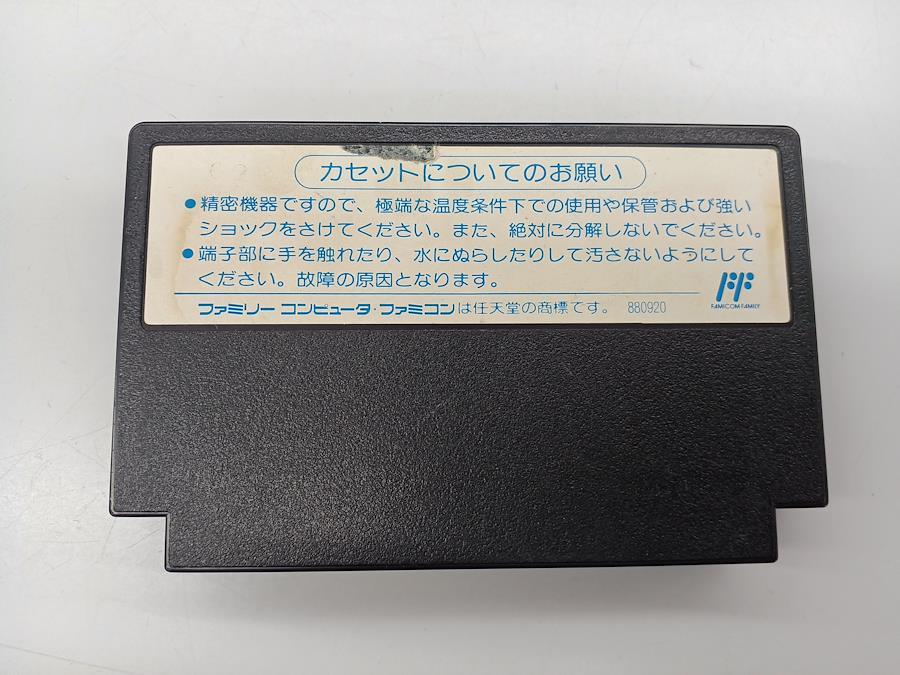 カセットについてのお願い
●精密機器ですので、極端な温度条件下での使用や保管および強い
ショックをさけてください。また、絶対に分解しないでください。
●端子部に手を触れたり、水にぬらしたりして汚さないようにして
ください。故障の原因となります。
FAMICOM FAMILY
ファミリー コンピュータ・ファミコンは任天堂の商標です。 880920